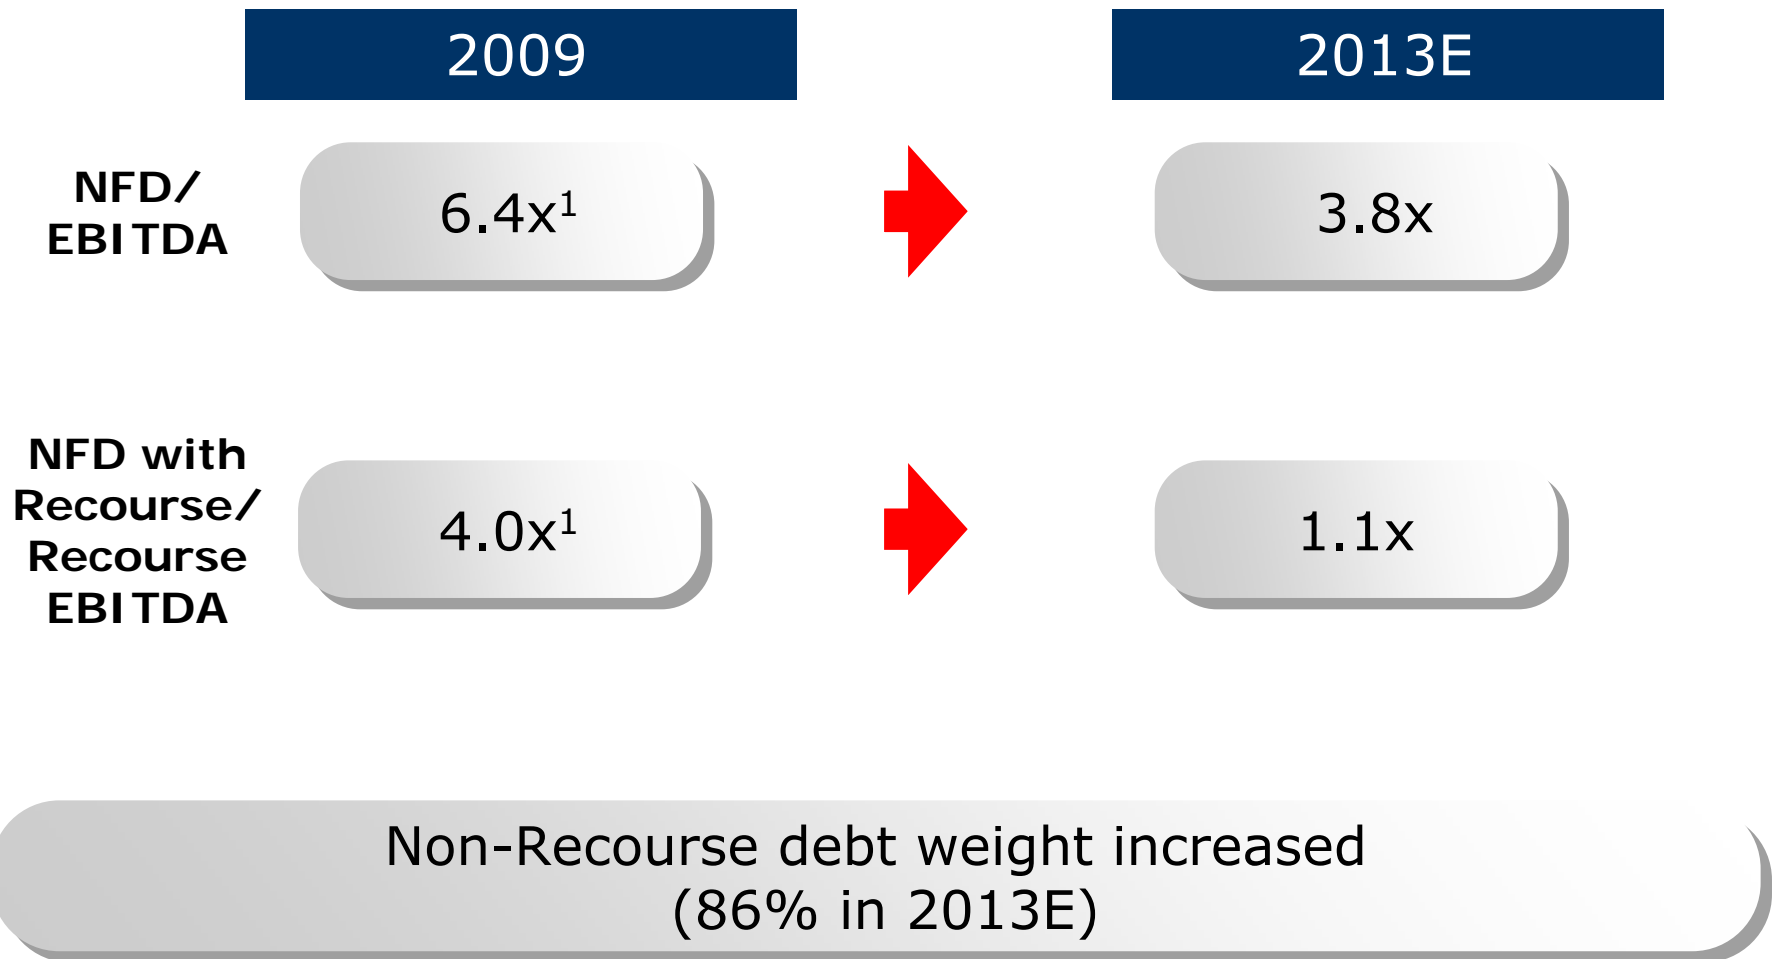 2009
2013E
NFD/
EBITDA
6.4x¹
3.8x
NFD with
Recourse/
Recourse
EBITDA
4.0x¹
1.1x
Non-Recourse debt weight increased
(86% in 2013E)